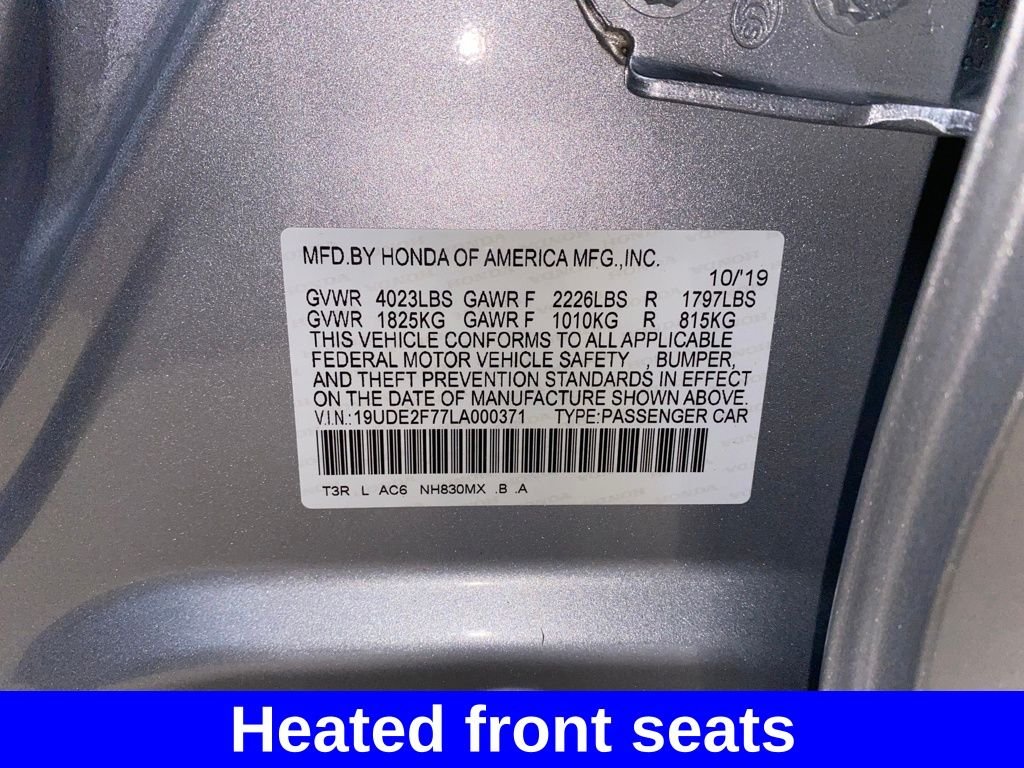 MFD.BY HONDA OF AMERICA MFG.,INC.
10/'19
GVWR 4023LBS GAWR F 2226LBS R 1797LBS
GVWR 1825KG GAWR F 1010KG R 815KG
THIS VEHICLE CONFORMS TO ALL APPLICABLE
FEDERAL MOTOR VEHICLE SAFETY , BUMPER,
AND THEFT PREVENTION STANDARDS IN EFFECT
ON THE DATE OF MANUFACTURE SHOWN ABOVE.
V.I.N.:19UDE2F77LA000371 TYPE:PASSENGER CAR
T3R L AC6 NH830MX .B .A
Heated front seats